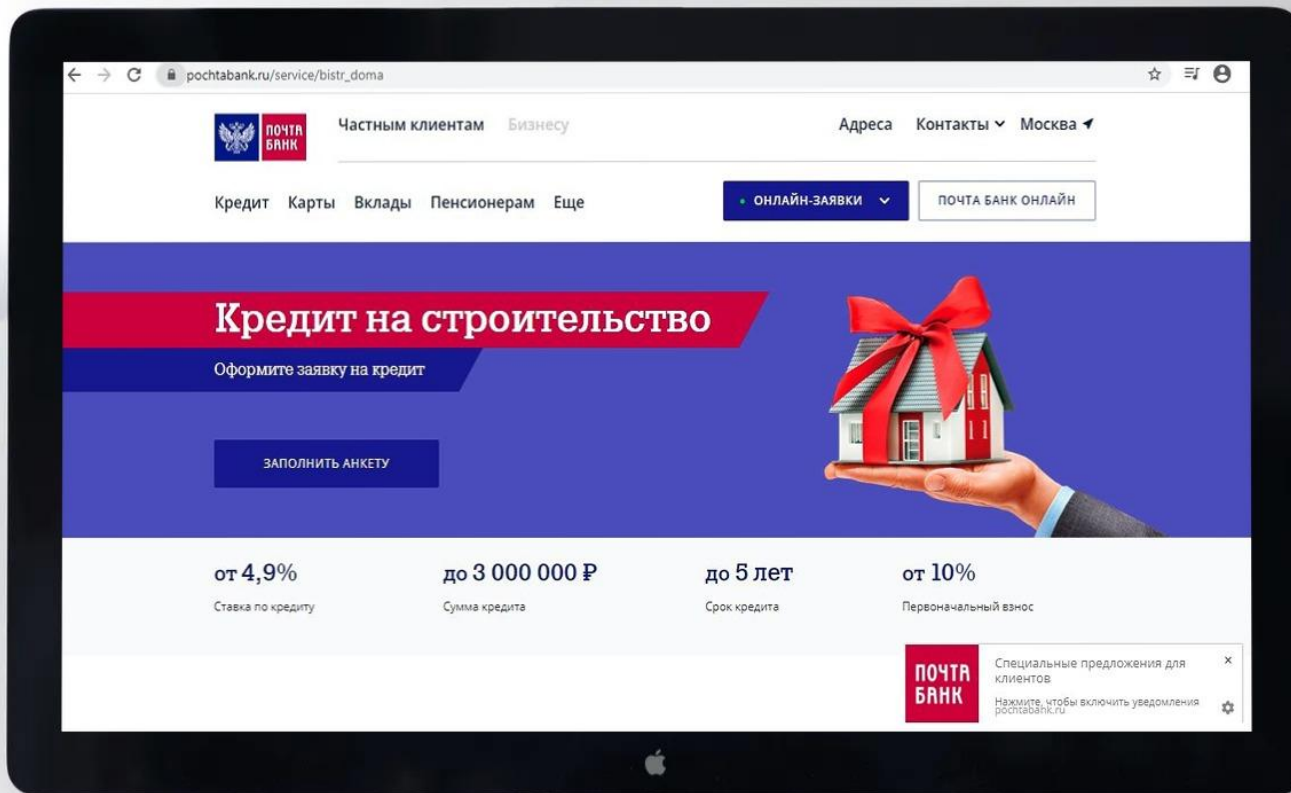 pochtabank.ru/service/bistr_doma
ПОЧТА
БАНК
Частным клиентам Бизнесу
Адреса Контакты Москва
Кредит Карты Вклады Пенсионерам Еще
ОНЛАЙН-ЗАЯВКИ ПОЧТА БАНК ОНЛАЙН
Кредит на строительство
Оформите заявку на кредит
ЗАПОЛНИТЬ АНКЕТУ
от 4,9% до 3 000 000 ₽ до 5 лет от 10%
Ставка по кредиту Сумма кредита Срок кредита Первоначальный взнос
ПОЧТА
БАНК
Специальные предложения для
клиентов
Нажмите, чтобы включить уведомления
pochtabank.ru